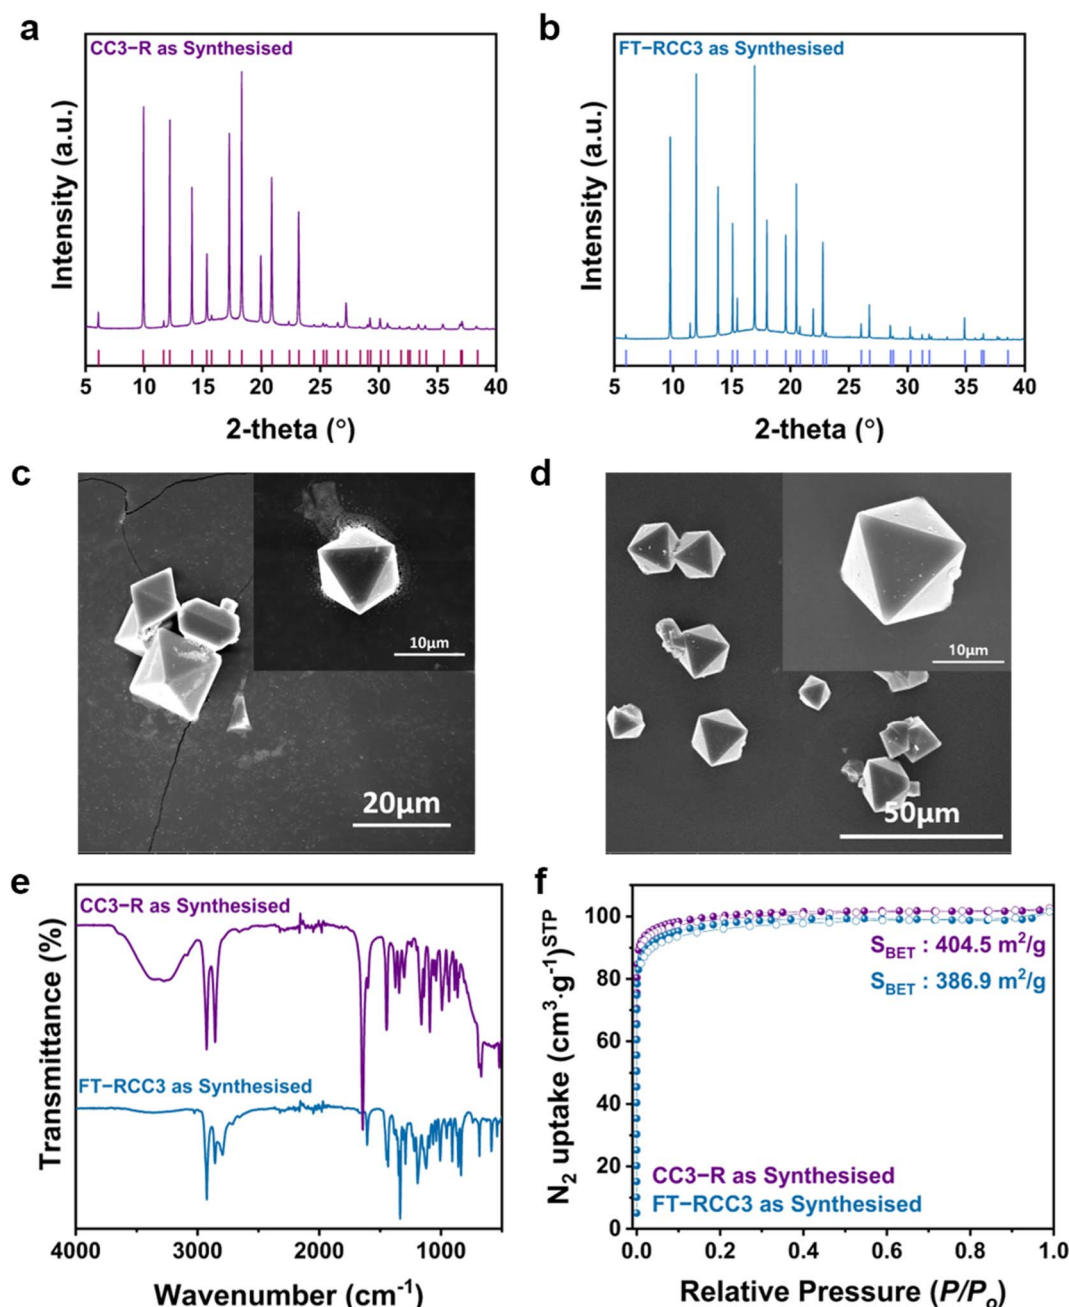 a
CC3−R as Synthesised
Intensity (a.u.)
5 10 15 20 25 30 35 40
2-theta (°)
b
FT−RCC3 as Synthesised
Intensity (a.u.)
5 10 15 20 25 30 35 40
2-theta (°)
c
10μm
20μm
d
10μm
50μm
e
CC3−R as Synthesised
FT−RCC3 as Synthesised
Transmittance (%)
4000 3000 2000 1000
Wavenumber (cm⁻¹)
f
100
80
60
40
20
0
N₂ uptake (cm³·g⁻¹)ˢᵀᴾ
S_BET : 404.5 m²/g
S_BET : 386.9 m²/g
CC3−R as Synthesised
FT−RCC3 as Synthesised
0.0 0.2 0.4 0.6 0.8 1.0
Relative Pressure (P/Pₒ)